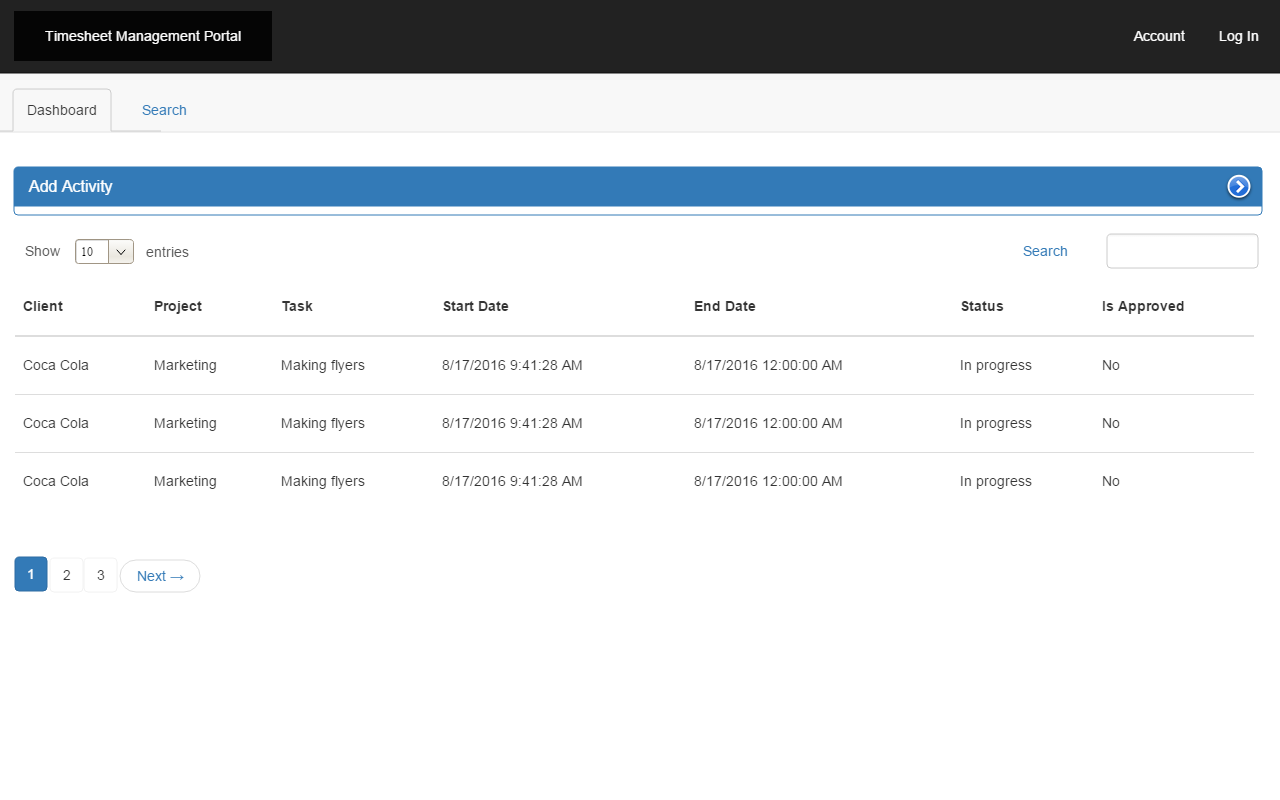 Timesheet Management Portal Account Log In
Dashboard Search
Add Activity
Show 10 entries Search
Client Project Task Start Date End Date Status Is Approved
Coca Cola Marketing Making flyers 8/17/2016 9:41:28 AM 8/17/2016 12:00:00 AM In progress No
Coca Cola Marketing Making flyers 8/17/2016 9:41:28 AM 8/17/2016 12:00:00 AM In progress No
Coca Cola Marketing Making flyers 8/17/2016 9:41:28 AM 8/17/2016 12:00:00 AM In progress No
1 2 3 Next →